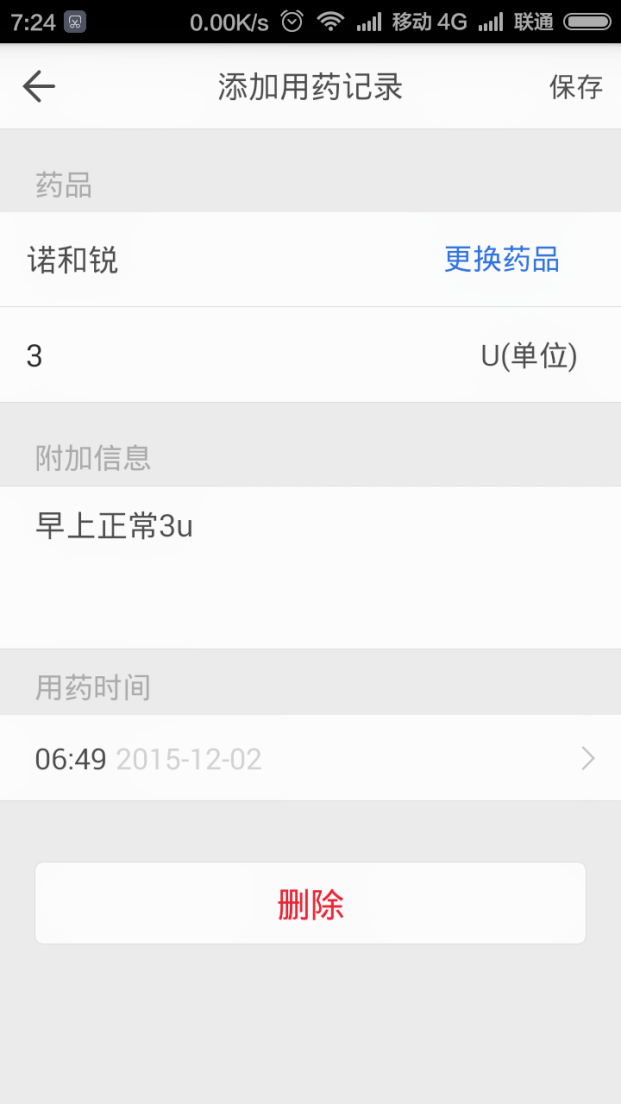 7:24 0.00K/s 移动 4G 联通
添加用药记录 保存
药品
诺和锐 更换药品
3 U(单位)
附加信息
早上正常3u
用药时间
06:49 2015-12-02
删除